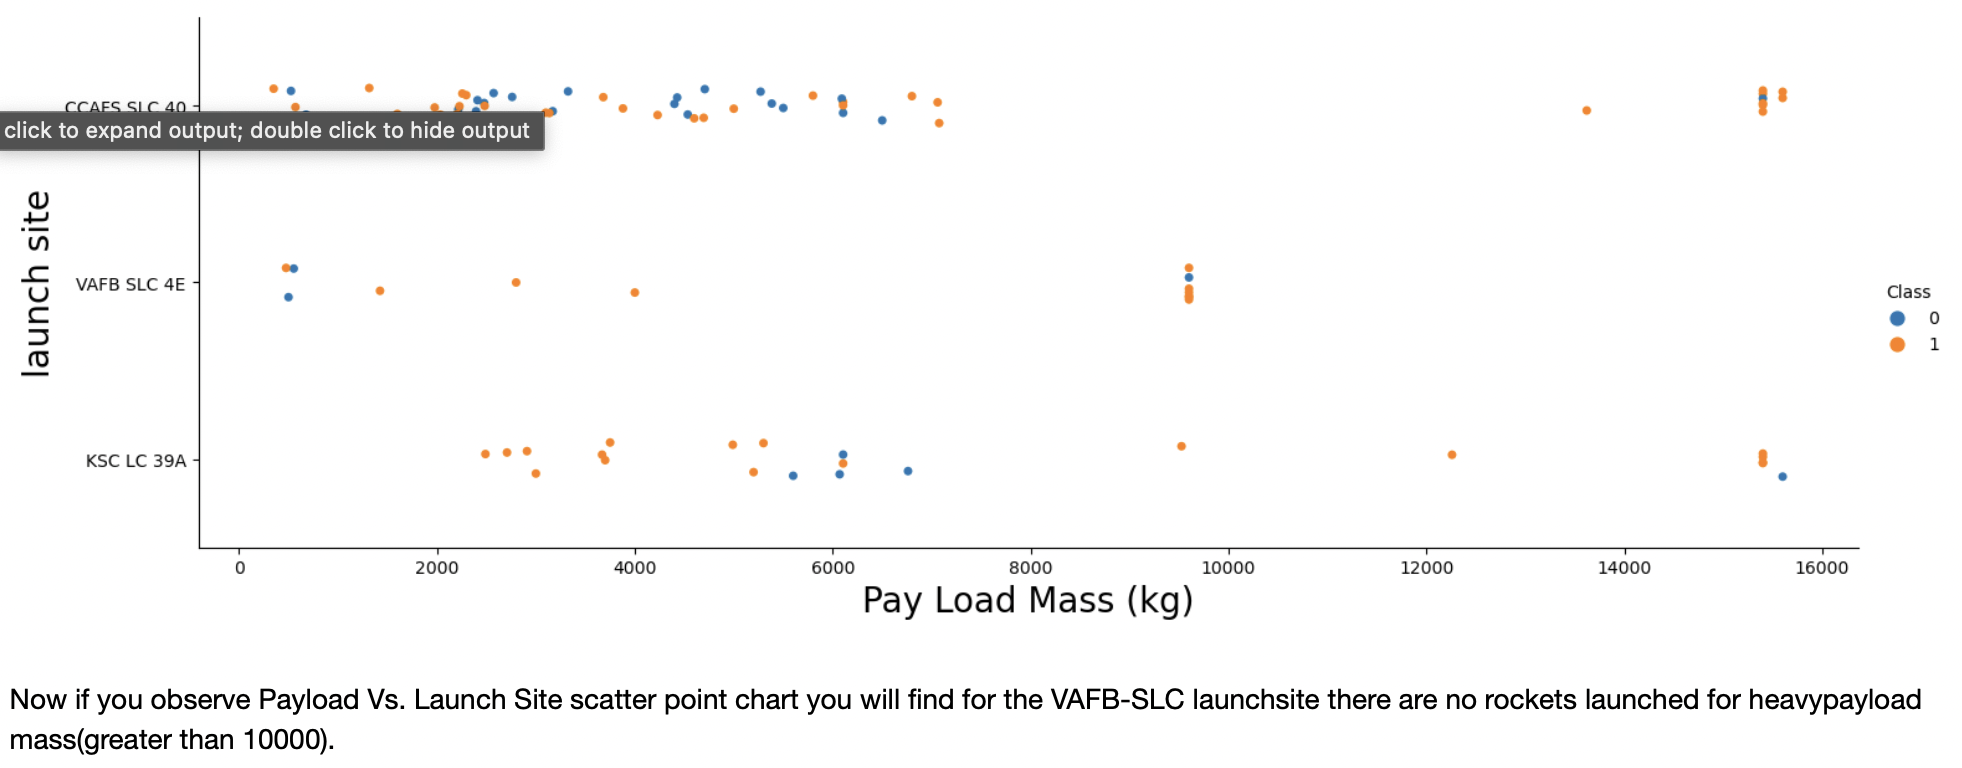 CCAFS SLC 40
click to expand output; double click to hide output
launch site
VAFB SLC 4E
Class
0
1
KSC LC 39A
0 2000 4000 6000 8000 10000 12000 14000 16000
Pay Load Mass (kg)
Now if you observe Payload Vs. Launch Site scatter point chart you will find for the VAFB-SLC launchsite there are no rockets launched for heavypayload
mass(greater than 10000).